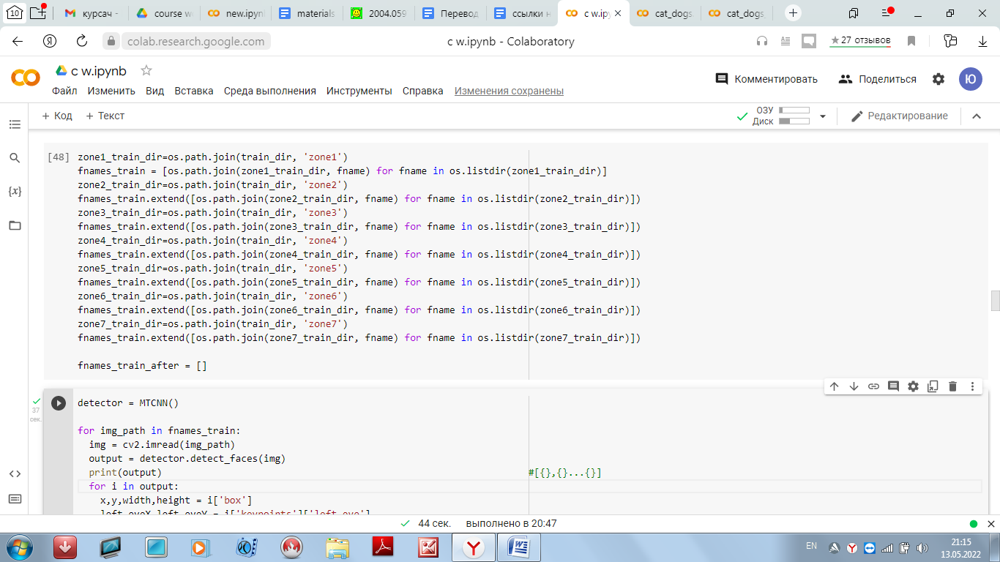 10
курсач -
course w
new.ipyn
materials
2004.059
Перевод
ссылки н
c w.ipy
cat_dogs.
cat_dogs.
Я
colab.research.google.com
c w.ipynb - Colaboratory
★ 27 отзывов
c w.ipynb
Комментировать
Поделиться
Ю
Файл Изменить Вид Вставка Среда выполнения Инструменты Справка Изменения сохранены
+ Код + Текст
ОЗУ
Диск
Редактирование
[48] zone1_train_dir=os.path.join(train_dir, 'zone1')
fnames_train = [os.path.join(zone1_train_dir, fname) for fname in os.listdir(zone1_train_dir)]
zone2_train_dir=os.path.join(train_dir, 'zone2')
fnames_train.extend([os.path.join(zone2_train_dir, fname) for fname in os.listdir(zone2_train_dir)])
zone3_train_dir=os.path.join(train_dir, 'zone3')
fnames_train.extend([os.path.join(zone3_train_dir, fname) for fname in os.listdir(zone3_train_dir)])
zone4_train_dir=os.path.join(train_dir, 'zone4')
fnames_train.extend([os.path.join(zone4_train_dir, fname) for fname in os.listdir(zone4_train_dir)])
zone5_train_dir=os.path.join(train_dir, 'zone5')
fnames_train.extend([os.path.join(zone5_train_dir, fname) for fname in os.listdir(zone5_train_dir)])
zone6_train_dir=os.path.join(train_dir, 'zone6')
fnames_train.extend([os.path.join(zone6_train_dir, fname) for fname in os.listdir(zone6_train_dir)])
zone7_train_dir=os.path.join(train_dir, 'zone7')
fnames_train.extend([os.path.join(zone7_train_dir, fname) for fname in os.listdir(zone7_train_dir)])
fnames_train_after = []
{x}
37
сек.
detector = MTCNN()
for img_path in fnames_train:
img = cv2.imread(img_path)
output = detector.detect_faces(img)
print(output) #[{},{}...{}]
for i in output:
x,y,width,height = i['box']
left_eyeX,left_eyeY = i['keypoints']['left_eye']
44 сек. выполнено в 20:47
EN
21:15
13.05.2022